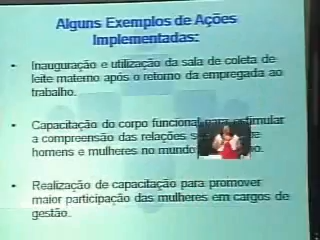 Alguns Exemplos de Ações
Implementadas:
• Inauguração e utilização da sala de coleta de
leite materno após o retorno da empregada ao
trabalho.
• Capacitação do corpo funcional para estimular
a compreensão das relações
homens e mulheres no mundo
• Realização de capacitação para promover
maior participação das mulheres em cargos de
gestão.